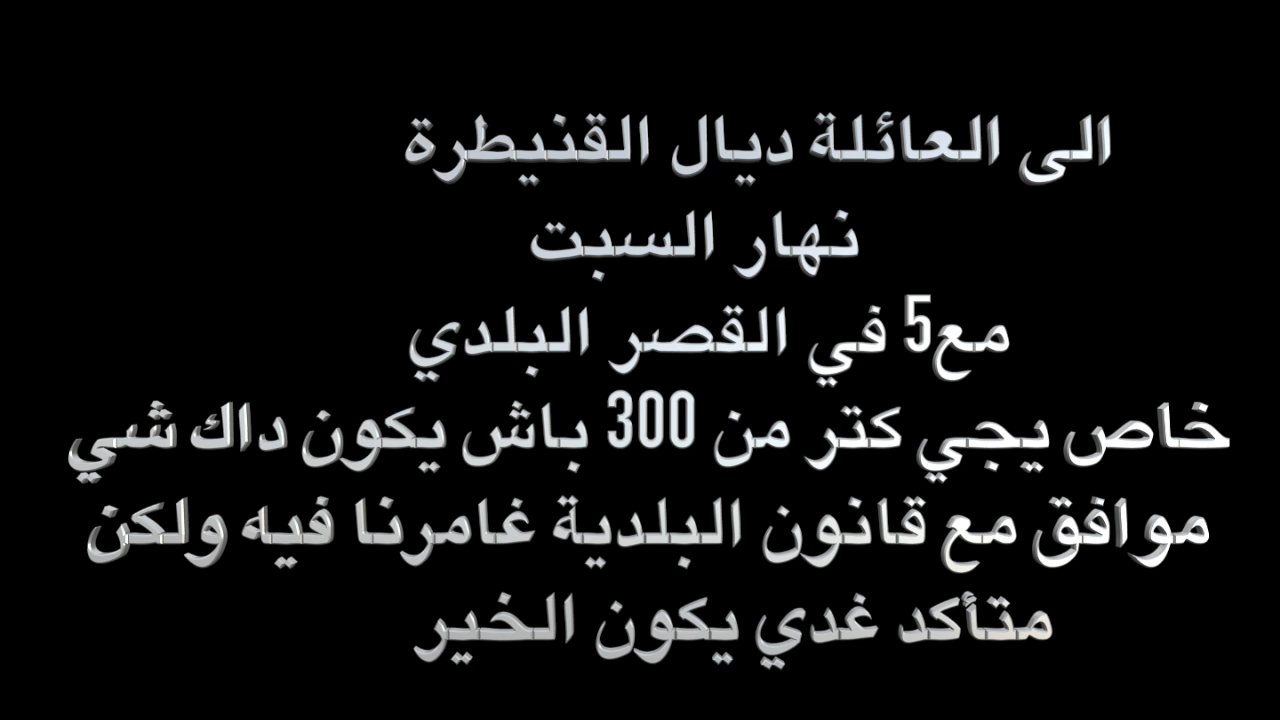 الى العائلة ديال القنيطرة
نهار السبت
مع5 في القصر البلدي
خاص يجي كتر من 300 باش يكون داك شي
موافق مع قانون البلدية غامرنا فيه ولكن
متأكد غدي يكون الخير